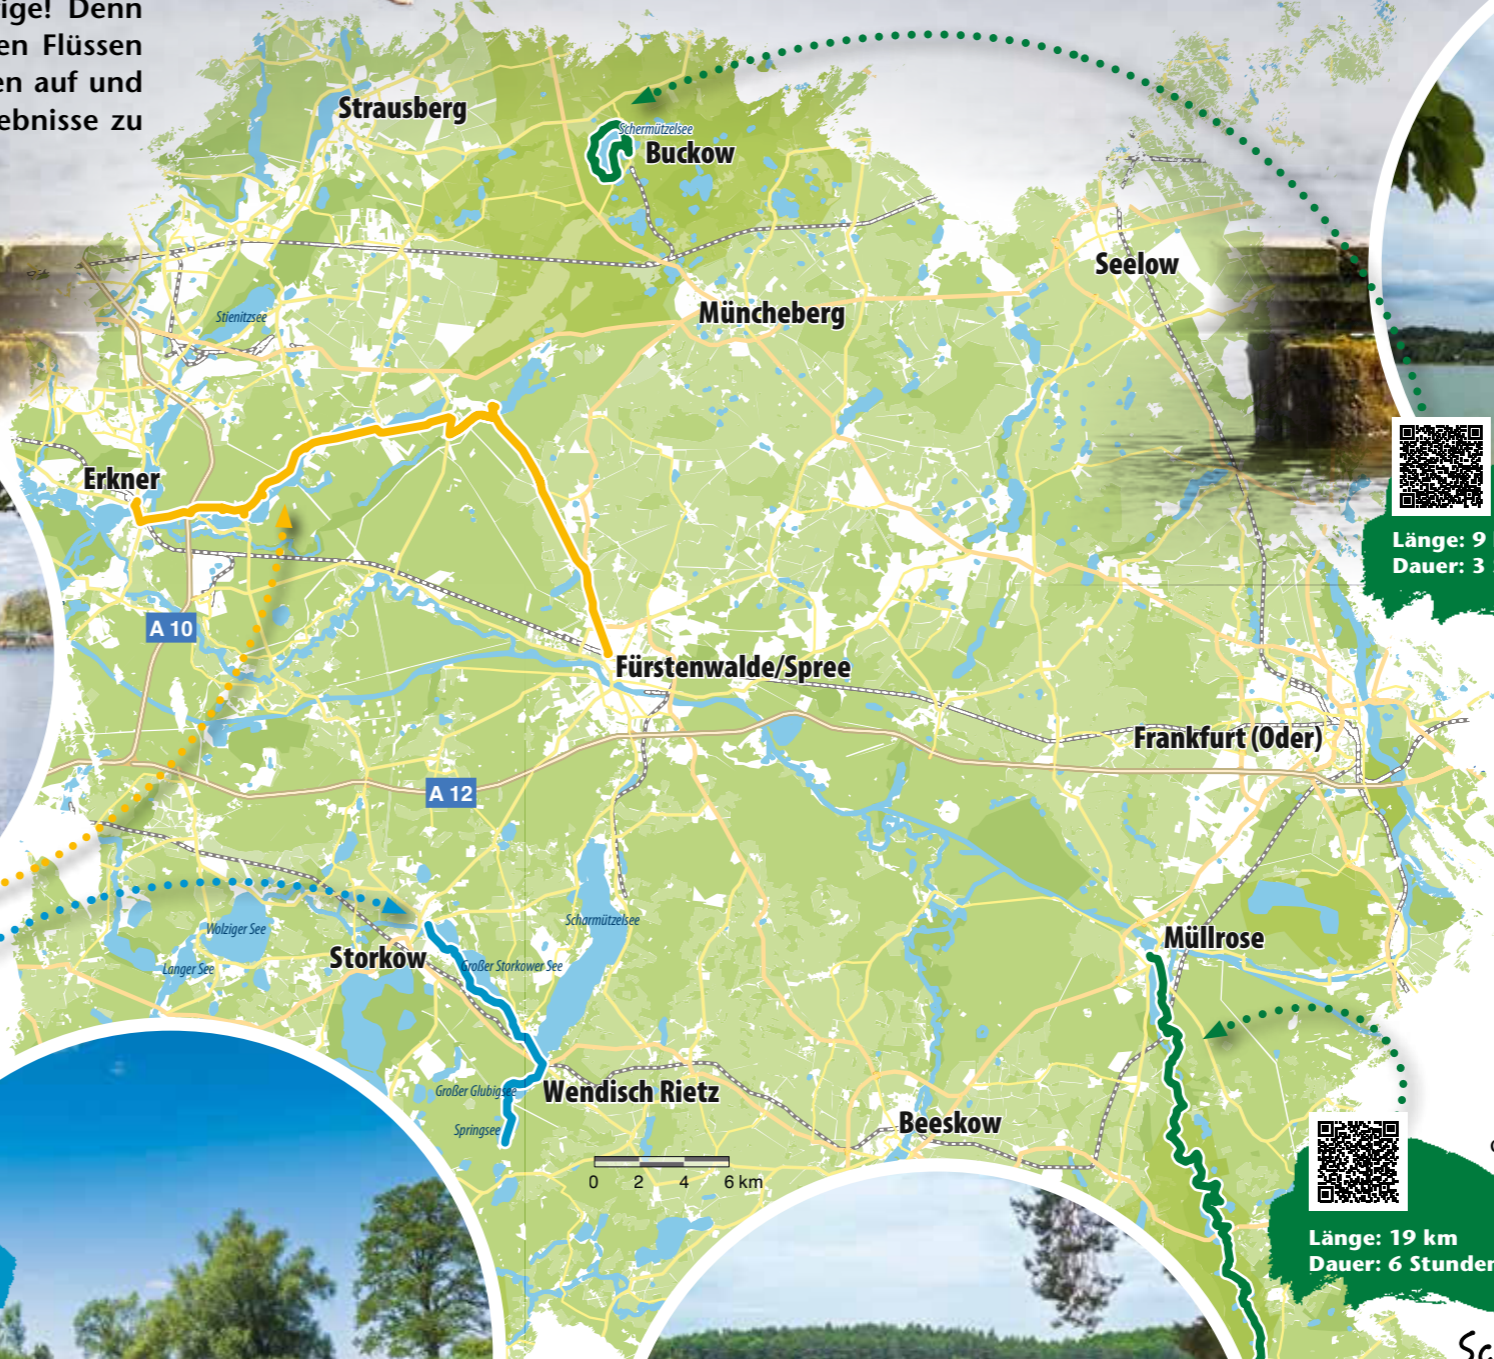 ige! Denn
en Flüssen
en auf und
ebnisse zu
Strausberg
Schermützelsee
Buckow
Seelow
Müncheberg
Stienitzsee
Erkner
Länge: 9
Dauer: 3
A 10
Fürstenwalde/Spree
Frankfurt (Oder)
A 12
Scharmützelsee
Wolziger See
Müllrose
Storkow
Großer Storkower See
Langer See
Großer Glubigsee
Wendisch Rietz
Beeskow
Springsee
0 2 4 6 km
Länge: 19 km
Dauer: 6 Stunden
Sc